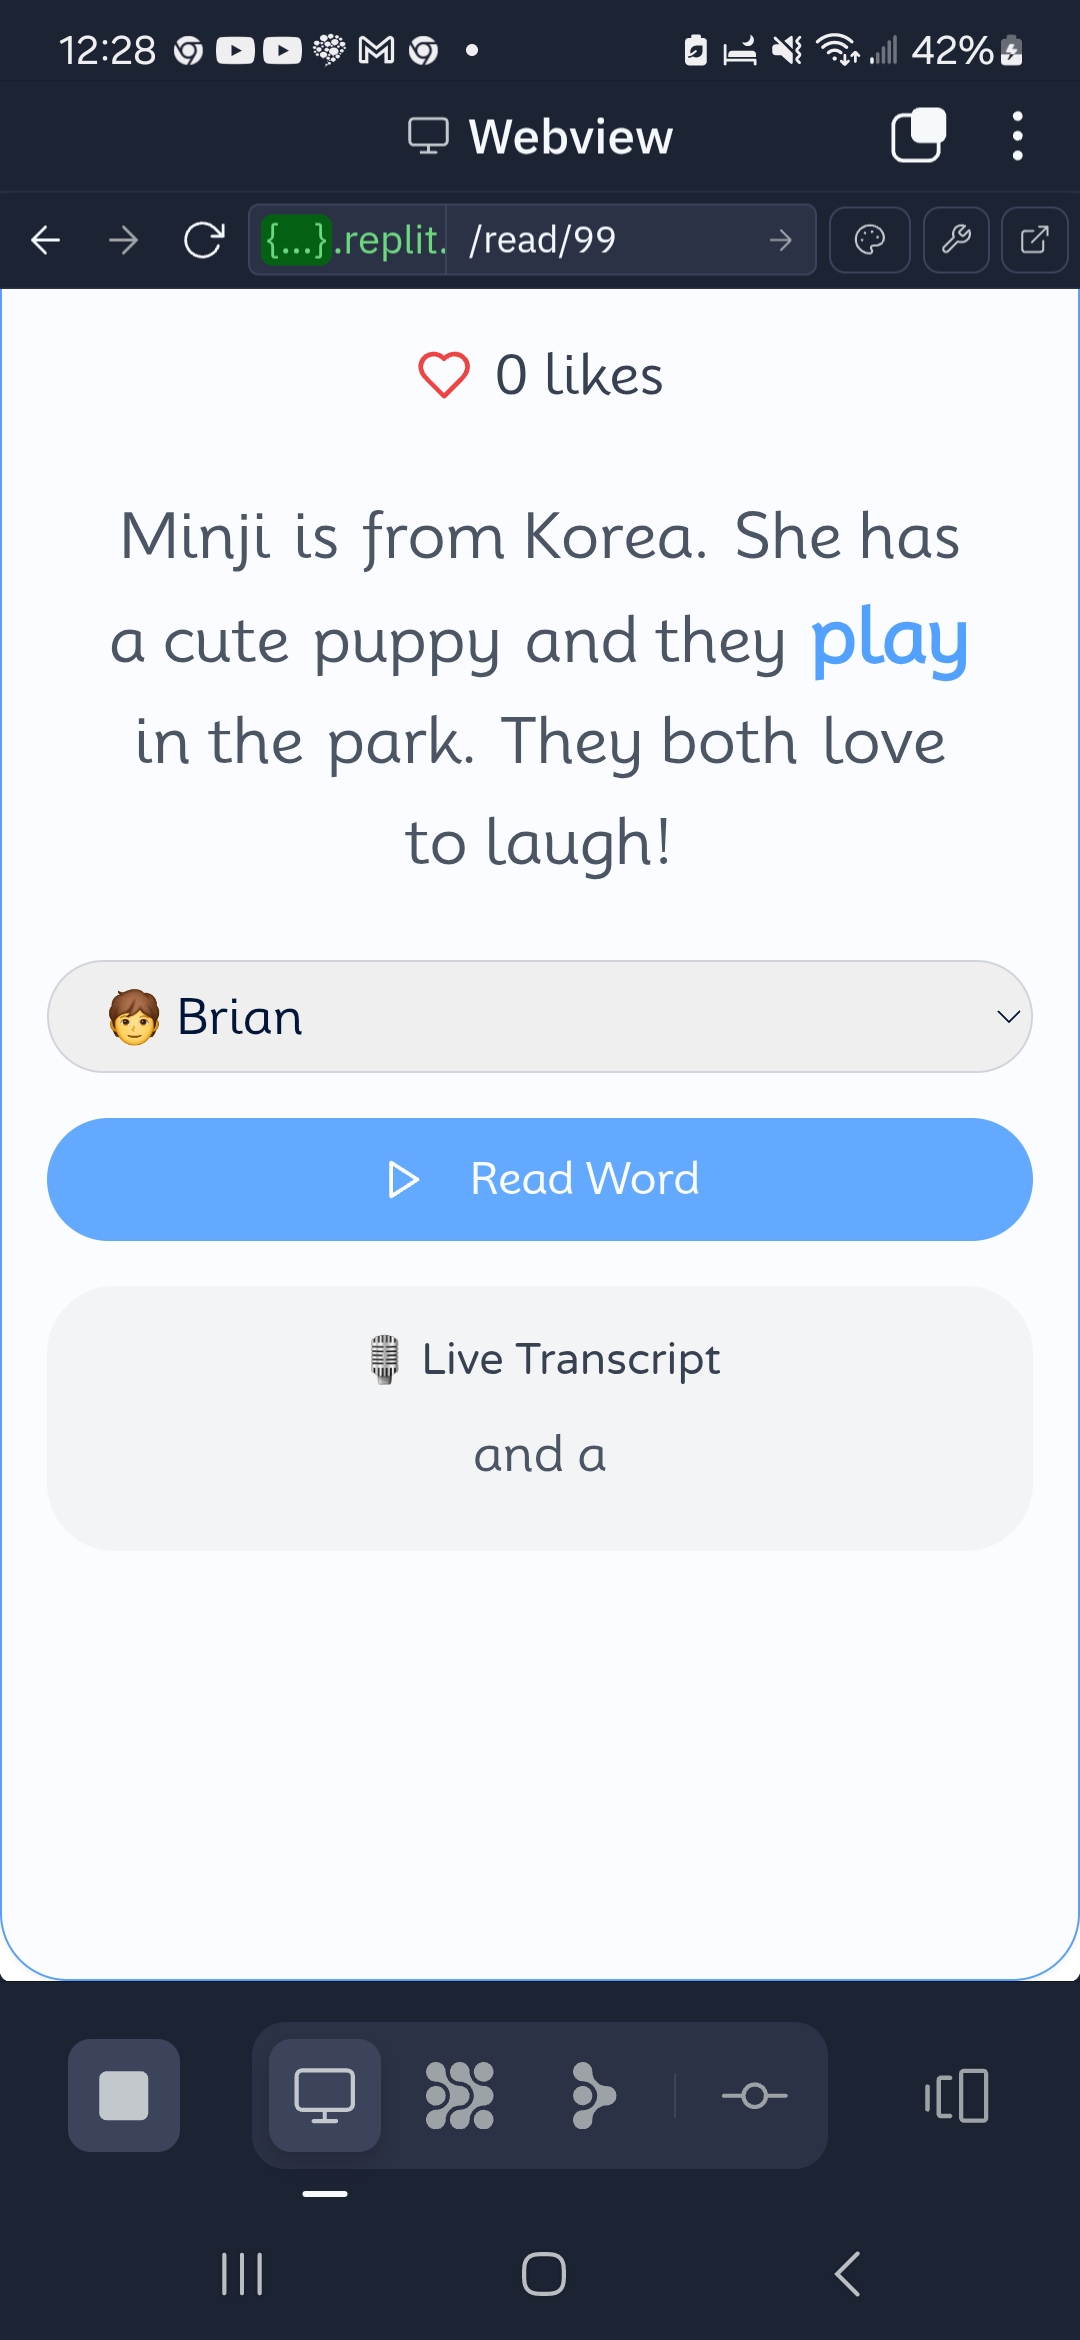 12:28
42%
Webview
{...}.replit. /read/99
0 likes
Minji is from Korea. She has
a cute puppy and they play
in the park. They both love
to laugh!
Brian
Read Word
Live Transcript
and a